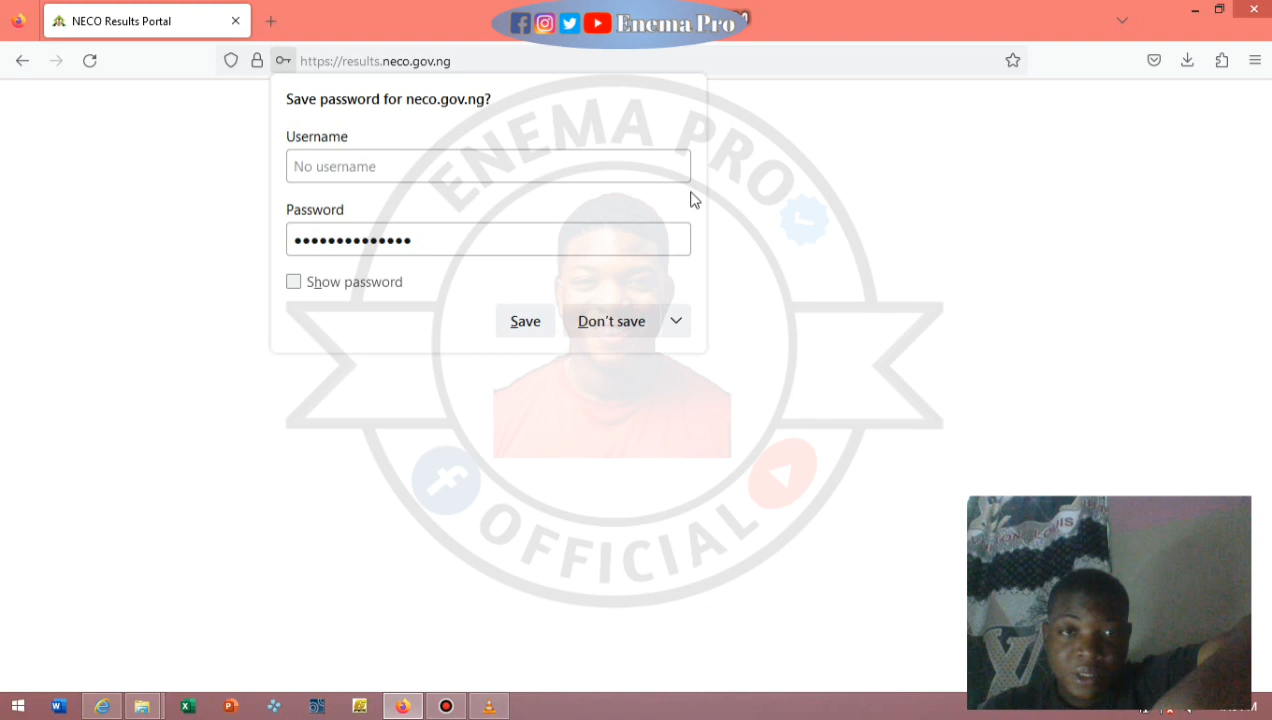 NECO Results Portal
Enema Pro
https://results.neco.gov.ng
Save password for neco.gov.ng?
Username
No username
Password
Show password
Save
Don't save
ENEMA PRO
OFFICIAL